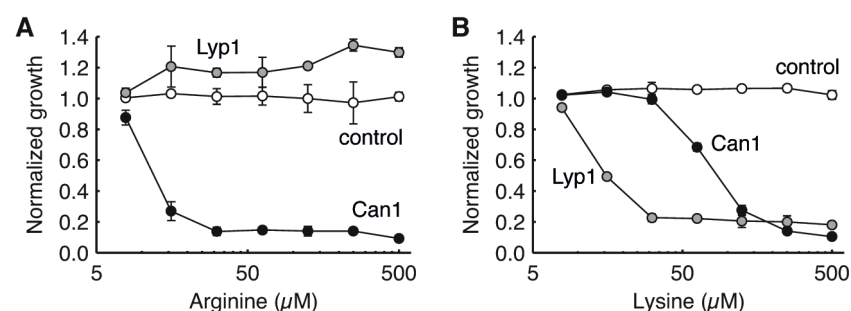 A
Normalized growth
1.4
1.2
1.0
0.8
0.6
0.4
0.2
0.0
Lyp1
control
Can1
5
50
500
Arginine (μM)
B
Normalized growth
1.4
1.2
1.0
0.8
0.6
0.4
0.2
0.0
control
Can1
Lyp1
5
50
500
Lysine (μM)